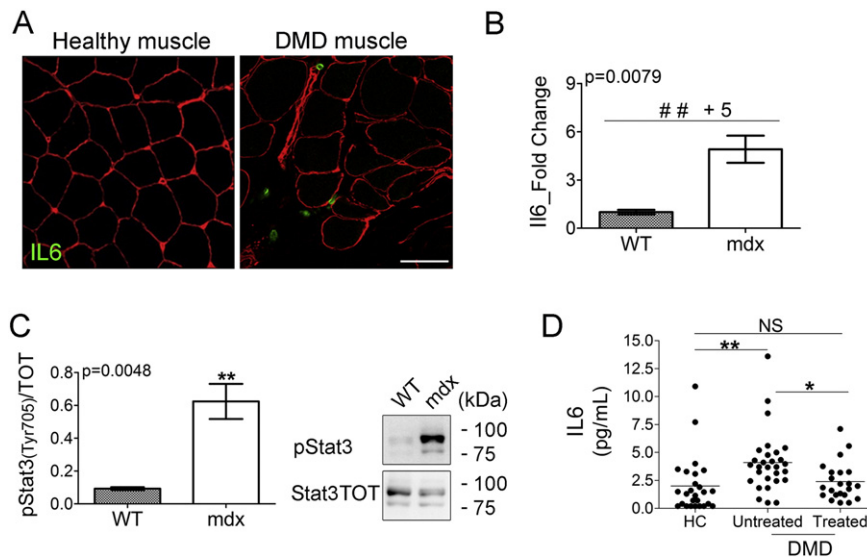 A
Healthy muscle
DMD muscle
IL6
B
p=0.0079
## +5
Il6_Fold Change
9
6
3
0
WT
mdx
C
p=0.0048
**
pStat3(Tyr705)/TOT
0.8
0.6
0.4
0.2
0.0
WT
mdx
WT
mdx
(kDa)
pStat3
- 100
- 75
Stat3TOT
- 100
- 75
D
NS
**
*
IL6
(pg/mL)
15.0
12.5
10.0
7.5
5.0
2.5
0.0
HC
Untreated
Treated
DMD